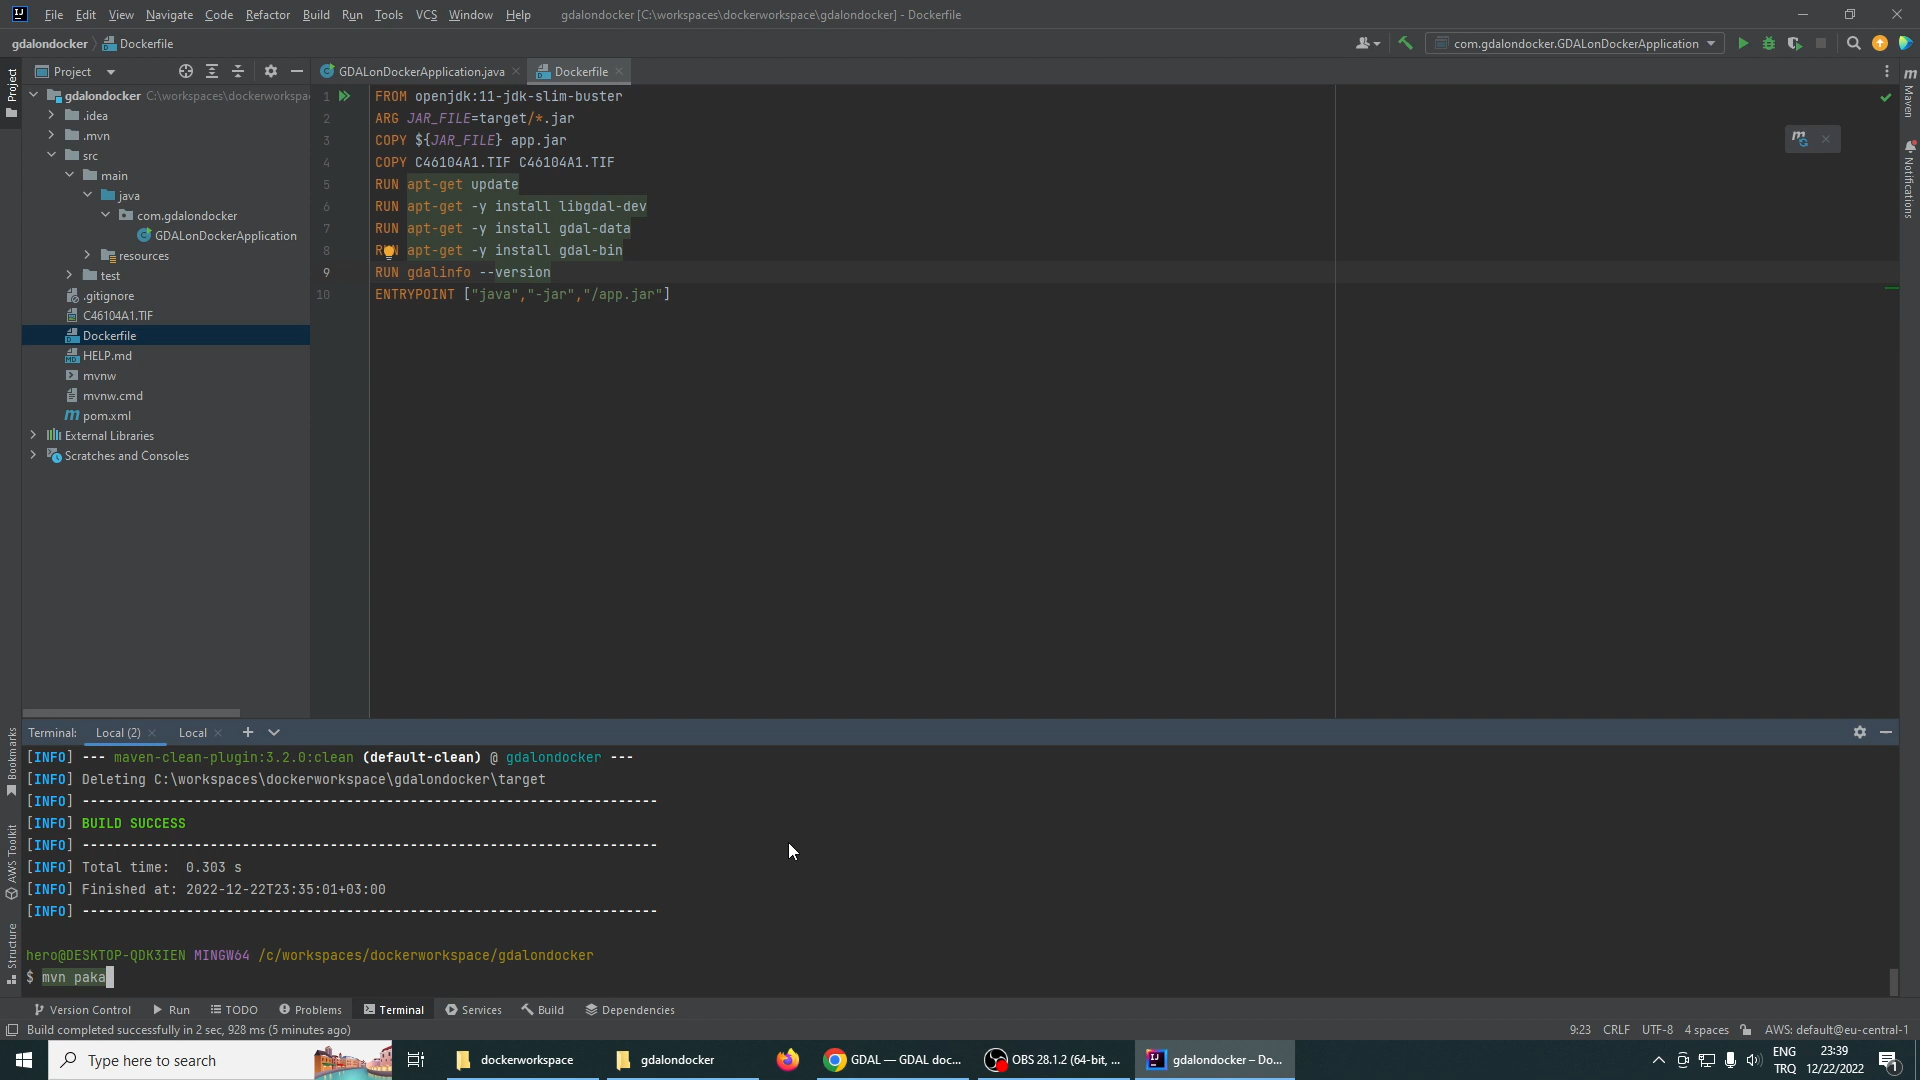 File Edit View Navigate Code Refactor Build Run Tools VCS Window Help gdalondocker [C:\workspaces\dockerworkspace\gdalondocker] - Dockerfile
gdalondocker Dockerfile com.gdalondocker.GDALonDockerApplication
Project
GDALonDockerApplication.java Dockerfile
Project
Maven
Notifications
gdalondocker C:\workspaces\dockerworkspa
.idea
.mvn
src
main
java
com.gdalondocker
GDALonDockerApplication
resources
test
.gitignore
C46104A1.TIF
Dockerfile
HELP.md
mvnw
mvnw.cmd
pom.xml
External Libraries
Scratches and Consoles
1 FROM openjdk:11-jdk-slim-buster
2 ARG JAR_FILE=target/*.jar
3 COPY ${JAR_FILE} app.jar
4 COPY C46104A1.TIF C46104A1.TIF
5 RUN apt-get update
6 RUN apt-get -y install libgdal-dev
7 RUN apt-get -y install gdal-data
8 RUN apt-get -y install gdal-bin
9 RUN gdalinfo --version
10 ENTRYPOINT ["java","-jar","/app.jar"]
Bookmarks
AWS Toolkit
Structure
Terminal: Local (2) Local
[INFO] --- maven-clean-plugin:3.2.0:clean (default-clean) @ gdalondocker ---
[INFO] Deleting C:\workspaces\dockerworkspace\gdalondocker\target
[INFO] ------------------------------------------------------------------------
[INFO] BUILD SUCCESS
[INFO] ------------------------------------------------------------------------
[INFO] Total time:  0.303 s
[INFO] Finished at: 2022-12-22T23:35:01+03:00
[INFO] ------------------------------------------------------------------------
hero@DESKTOP-QDK3IEN MINGW64 /c/workspaces/dockerworkspace/gdalondocker
$ mvn paka
Version Control Run TODO Problems Terminal Services Build Dependencies
Build completed successfully in 2 sec, 928 ms (5 minutes ago) 9:23 CRLF UTF-8 4 spaces AWS: default@eu-central-1
Type here to search dockerworkspace gdalondocker GDAL — GDAL doc... OBS 28.1.2 (64-bit, ... gdalondocker – Do... ENG 23:39
TRQ 12/22/2022 1